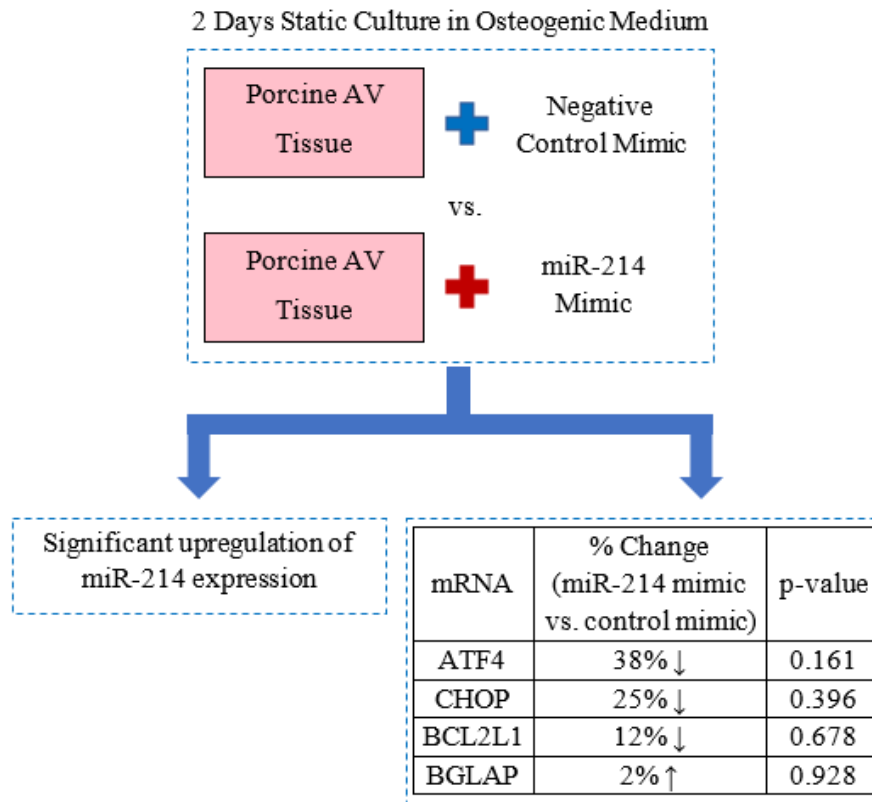 2 Days Static Culture in Osteogenic Medium
Porcine AV
Tissue
Negative
Control Mimic
vs.
Porcine AV
Tissue
miR-214
Mimic
Significant upregulation of
miR-214 expression
mRNA
% Change
(miR-214 mimic
vs. control mimic)
p-value
ATF4 38%↓ 0.161
CHOP 25%↓ 0.396
BCL2L1 12%↓ 0.678
BGLAP 2%↑ 0.928